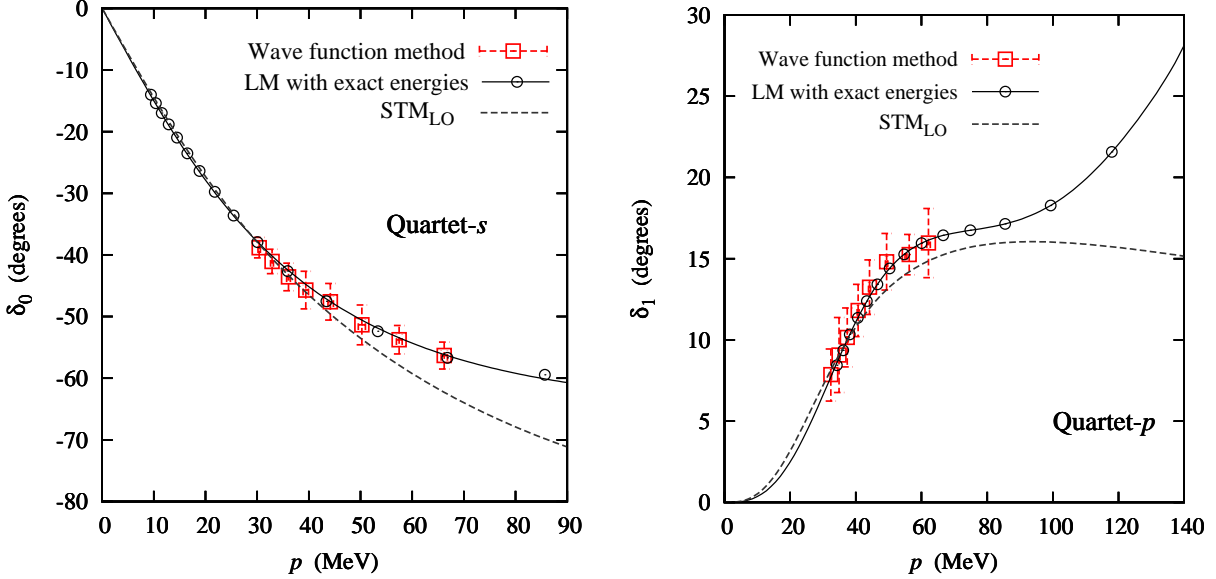 0
-10
-20
-30
-40
-50
-60
-70
-80
0 10 20 30 40 50 60 70 80 90
δ0 (degrees)
p (MeV)
Wave function method
LM with exact energies
STMLO
Quartet-s
30
25
20
15
10
5
0
0 20 40 60 80 100 120 140
δ1 (degrees)
p (MeV)
Wave function method
LM with exact energies
STMLO
Quartet-p